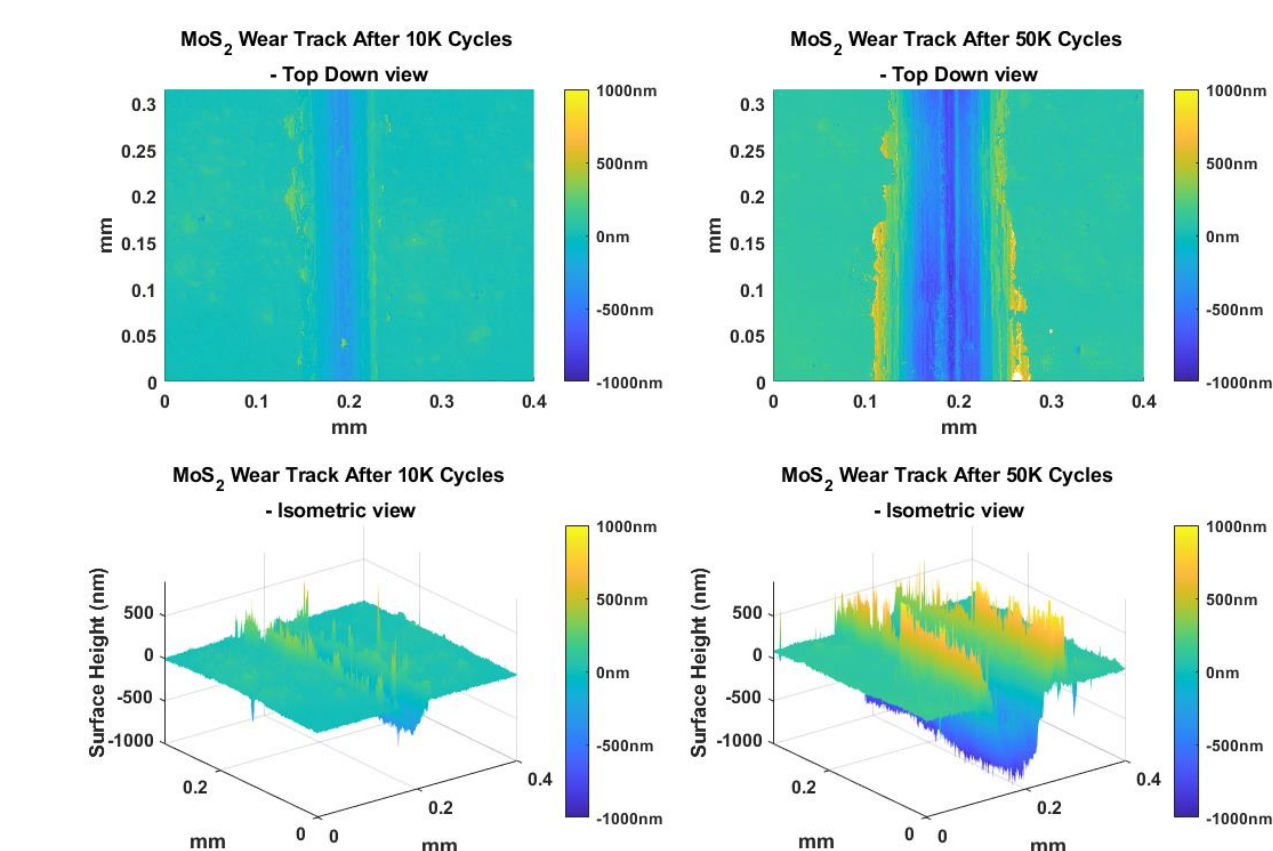 MoS2 Wear Track After 10K Cycles
- Top Down view
1000nm
500nm
0nm
-500nm
-1000nm
0.3
0.25
0.2
0.15
0.1
0.05
0
mm
0 0.1 0.2 0.3 0.4
mm
MoS2 Wear Track After 50K Cycles
- Top Down view
1000nm
500nm
0nm
-500nm
-1000nm
0.3
0.25
0.2
0.15
0.1
0.05
0
mm
0 0.1 0.2 0.3 0.4
mm
MoS2 Wear Track After 10K Cycles
- Isometric view
1000nm
500nm
0nm
-500nm
-1000nm
Surface Height (nm)
500
0
-500
-1000
0.2
0
mm
0
0.2
0.4
mm
MoS2 Wear Track After 50K Cycles
- Isometric view
1000nm
500nm
0nm
-500nm
-1000nm
Surface Height (nm)
500
0
-500
-1000
0.2
0
mm
0
0.2
0.4
mm